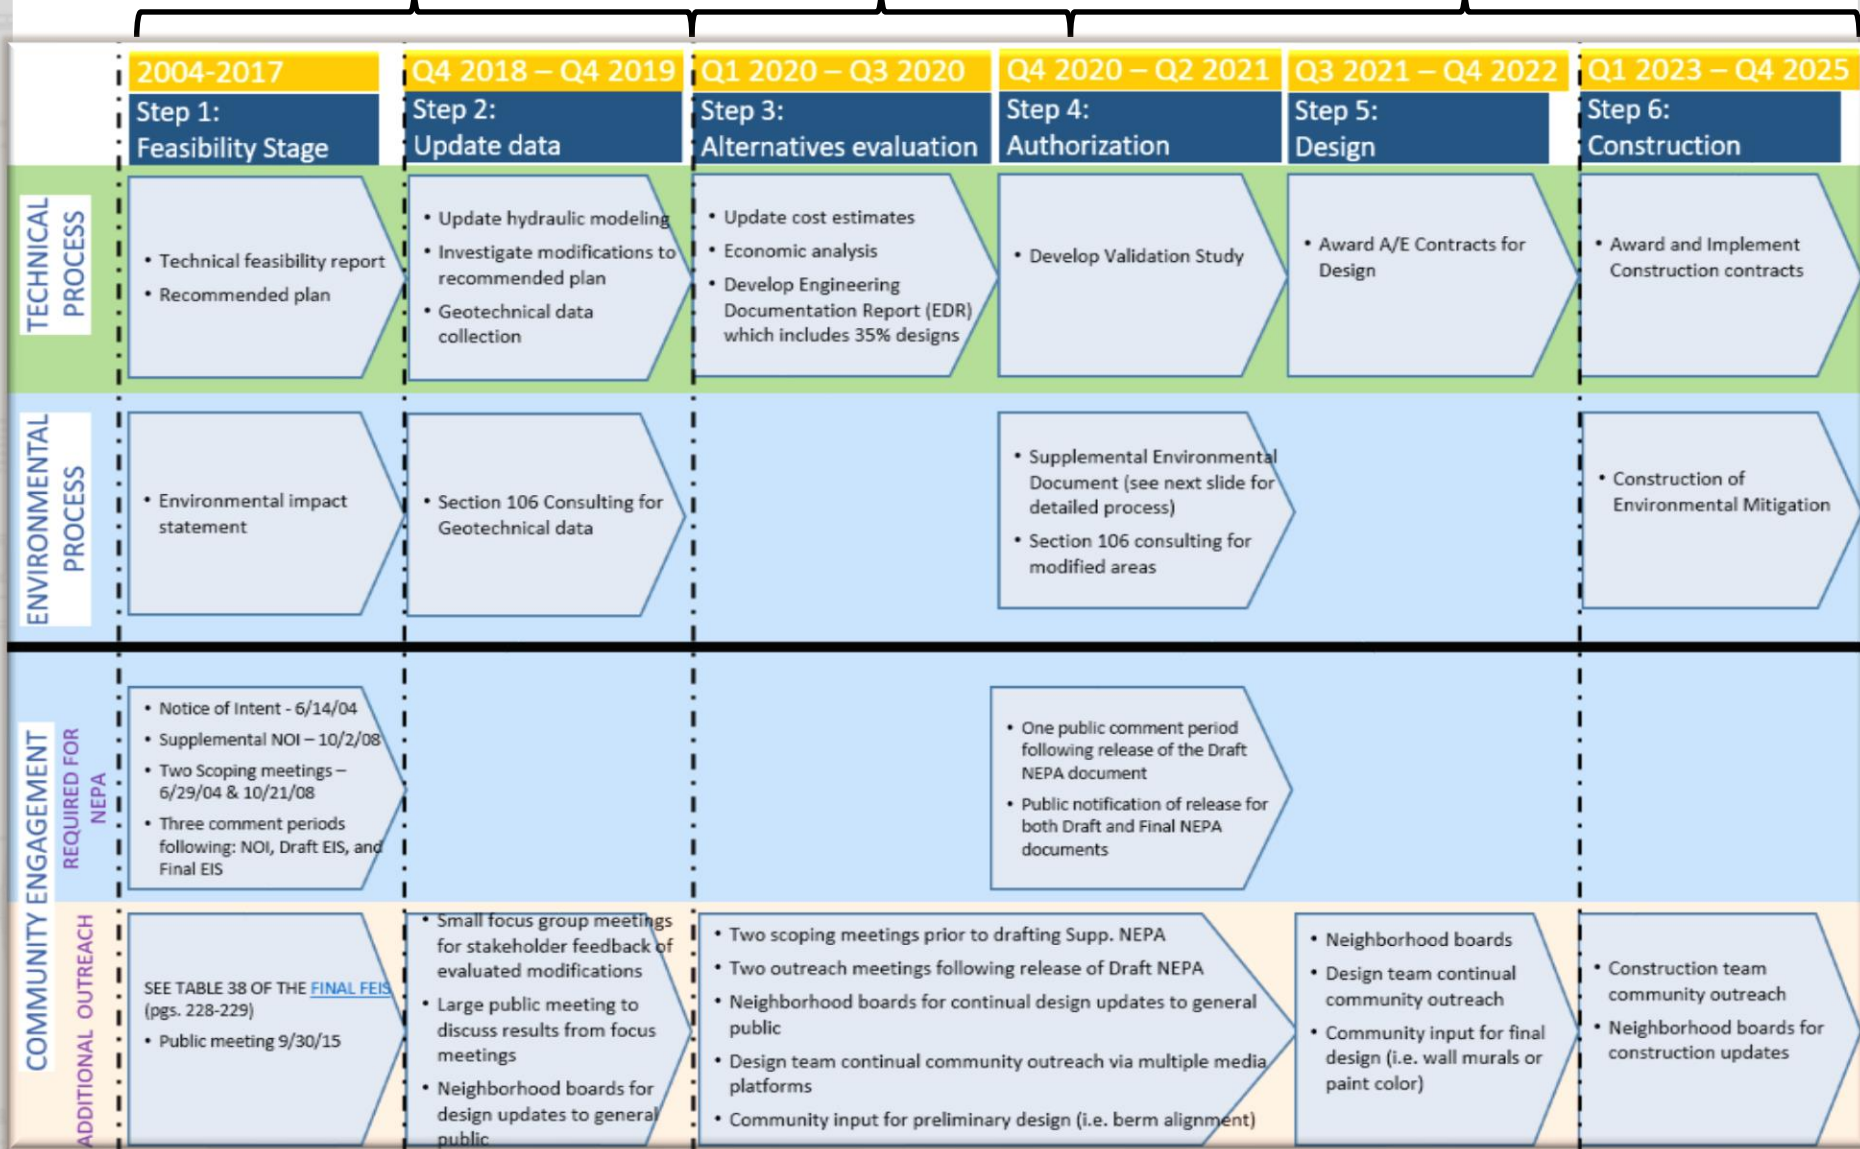 2004-2017
Q4 2018 – Q4 2019
Q1 2020 – Q3 2020
Q4 2020 – Q2 2021
Q3 2021 – Q4 2022
Q1 2023 – Q4 2025
Step 1:
Feasibility Stage
Step 2:
Update data
Step 3:
Alternatives evaluation
Step 4:
Authorization
Step 5:
Design
Step 6:
Construction
TECHNICAL
PROCESS
• Technical feasibility report
• Recommended plan
• Update hydraulic modeling
• Investigate modifications to
recommended plan
• Geotechnical data
collection
• Update cost estimates
• Economic analysis
• Develop Engineering
Documentation Report (EDR)
which includes 35% designs
• Develop Validation Study
• Award A/E Contracts for
Design
• Award and Implement
Construction contracts
ENVIRONMENTAL
PROCESS
• Environmental impact
statement
• Section 106 Consulting for
Geotechnical data
• Supplemental Environmental
Document (see next slide for
detailed process)
• Section 106 consulting for
modified areas
• Construction of
Environmental Mitigation
COMMUNITY ENGAGEMENT
REQUIRED FOR
NEPA
• Notice of Intent - 6/14/04
• Supplemental NOI – 10/2/08
• Two Scoping meetings –
6/29/04 & 10/21/08
• Three comment periods
following: NOI, Draft EIS, and
Final EIS
• One public comment period
following release of the Draft
NEPA document
• Public notification of release for
both Draft and Final NEPA
documents
ADDITIONAL OUTREACH
SEE TABLE 38 OF THE FINAL FEIS
(pgs. 228-229)
• Public meeting 9/30/15
• Small focus group meetings
for stakeholder feedback of
evaluated modifications
• Large public meeting to
discuss results from focus
meetings
• Neighborhood boards for
design updates to general
public
• Two scoping meetings prior to drafting Supp. NEPA
• Two outreach meetings following release of Draft NEPA
• Neighborhood boards for continual design updates to general
public
• Design team continual community outreach via multiple media
platforms
• Community input for preliminary design (i.e. berm alignment)
• Neighborhood boards
• Design team continual
community outreach
• Community input for final
design (i.e. wall murals or
paint color)
• Construction team
community outreach
• Neighborhood boards for
construction updates